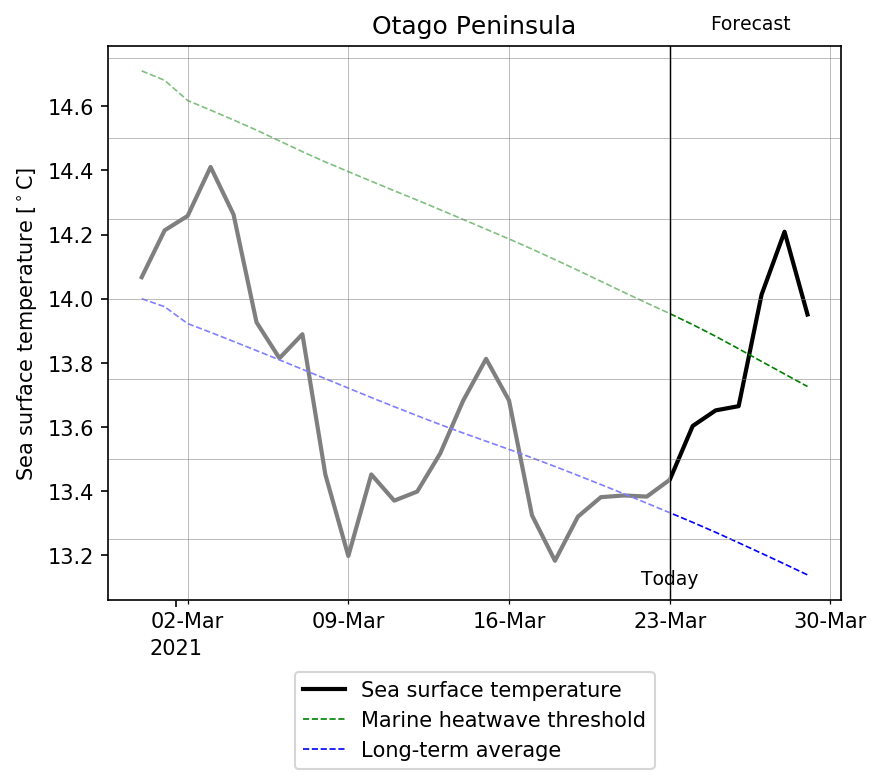 Otago Peninsula
Forecast
Sea surface temperature [°C]
14.6
14.4
14.2
14.0
13.8
13.6
13.4
13.2
Today
02-Mar
09-Mar
16-Mar
23-Mar
30-Mar
2021
Sea surface temperature
Marine heatwave threshold
Long-term average